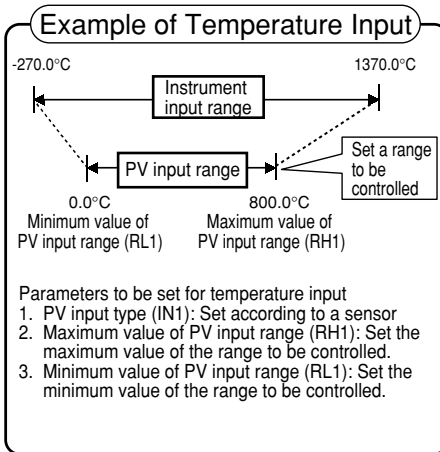 Example of Temperature Input
-270.0°C
1370.0°C
Instrument
input range
PV input range
Set a range
to be
controlled
0.0°C
Minimum value of
PV input range (RL1)
800.0°C
Maximum value of
PV input range (RH1)
Parameters to be set for temperature input
1. PV input type (IN1): Set according to a sensor
2. Maximum value of PV input range (RH1): Set the
maximum value of the range to be controlled.
3. Minimum value of PV input range (RL1): Set the
minimum value of the range to be controlled.